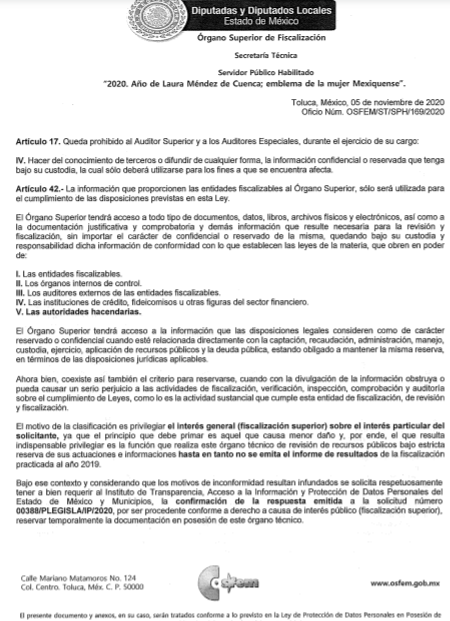 Diputadas y Diputados Locales
Estado de México
Órgano Superior de Fiscalización
Secretaría Técnica
Servidor Público Habilitado
"2020. Año de Laura Méndez de Cuenca; emblema de la mujer Mexiquense".
Toluca, México, 05 de noviembre de 2020
Oficio Núm. OSFEM/ST/SPH/169/2020
Artículo 17. Queda prohibido al Auditor Superior y a los Auditores Especiales, durante el ejercicio de su cargo:
IV. Hacer del conocimiento de terceros o difundir de cualquier forma, la información confidencial o reservada que tenga
bajo su custodia, la cual sólo deberá utilizarse para los fines a que se encuentra afecta.
Artículo 42.- La información que proporcionen las entidades fiscalizables al Órgano Superior, sólo será utilizada para
el cumplimiento de las disposiciones previstas en esta Ley.
El Órgano Superior tendrá acceso a todo tipo de documentos, datos, libros, archivos físicos y electrónicos, así como a
la documentación justificativa y comprobatoria y demás información que resulte necesaria para la revisión y
fiscalización, sin importar el carácter de confidencial o reservado de la misma, quedando bajo su custodia y
responsabilidad dicha información de conformidad con lo que establecen las leyes de la materia, que obren en poder
de:
I. Las entidades fiscalizables.
II. Los órganos internos de control.
III. Los auditores externos de las entidades fiscalizables.
IV. Las instituciones de crédito, fideicomisos u otras figuras del sector financiero.
V. Las autoridades hacendarias.
El Órgano Superior tendrá acceso a la información que las disposiciones legales consideren como de carácter
reservado o confidencial cuando esté relacionada directamente con la captación, recaudación, administración, manejo,
custodia, ejercicio, aplicación de recursos públicos y la deuda pública, estando obligado a mantener la misma reserva,
en términos de las disposiciones jurídicas aplicables.
Ahora bien, coexiste así también el criterio para reservarse, cuando con la divulgación de la información obstruya o
pueda causar un serio perjuicio a las actividades de fiscalización, verificación, inspección, comprobación y auditoría
sobre el cumplimiento de Leyes, como lo es la actividad sustancial que cumple esta entidad de fiscalización, de revisión
y fiscalización.
El motivo de la clasificación es privilegiar el interés general (fiscalización superior) sobre el interés particular del
solicitante, ya que el principio que debe primar es aquel que causa menor daño y, por ende, el que resulta
indispensable privilegiar es la función que realiza este órgano técnico de revisión de recursos públicos bajo estricta
reserva de sus actuaciones e informaciones hasta en tanto no se emita el informe de resultados de la fiscalización
practicada al año 2019.
Bajo ese contexto y considerando que los motivos de inconformidad resultan infundados se solicita respetuosamente
tener a bien requerir al Instituto de Transparencia, Acceso a la Información y Protección de Datos Personales del
Estado de México y Municipios, la confirmación de la respuesta emitida a la solicitud número
00388/PLEGISLA/IP/2020, por ser procedente conforme a derecho a causa de interés público (fiscalización superior),
reservar temporalmente la documentación en posesión de este órgano técnico.
Calle Mariano Matamoros No. 124
Col. Centro. Toluca, Méx. C. P. 50000
osfem
www.osfem.gob.mx
El presente documento y anexos, en su caso, serán tratados conforme a lo previsto en la Ley de Protección de Datos Personales en Posesión de